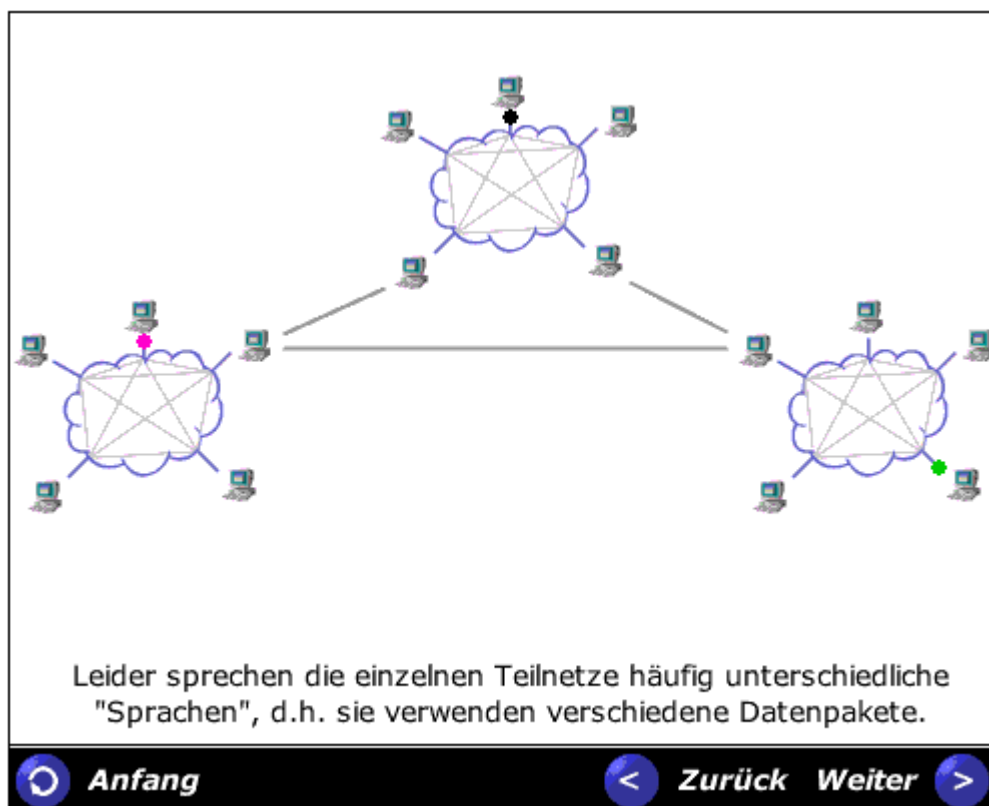 Leider sprechen die einzelnen Teilnetze häufig unterschiedliche
"Sprachen", d.h. sie verwenden verschiedene Datenpakete.
Anfang < Zurück Weiter >